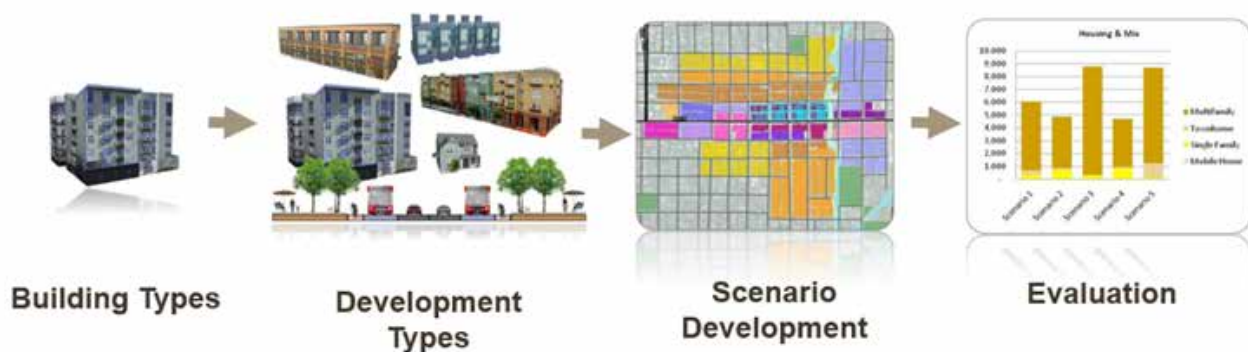 Housing & Mix
10,000
9,000
8,000
7,000
6,000
5,000
4,000
3,000
2,000
1,000
-
Multifamily
Townhome
Single Family
Mobile Home
Scenario 1
Scenario 2
Scenario 3
Scenario 4
Scenario 5
Building Types
Development
Types
Scenario
Development
Evaluation